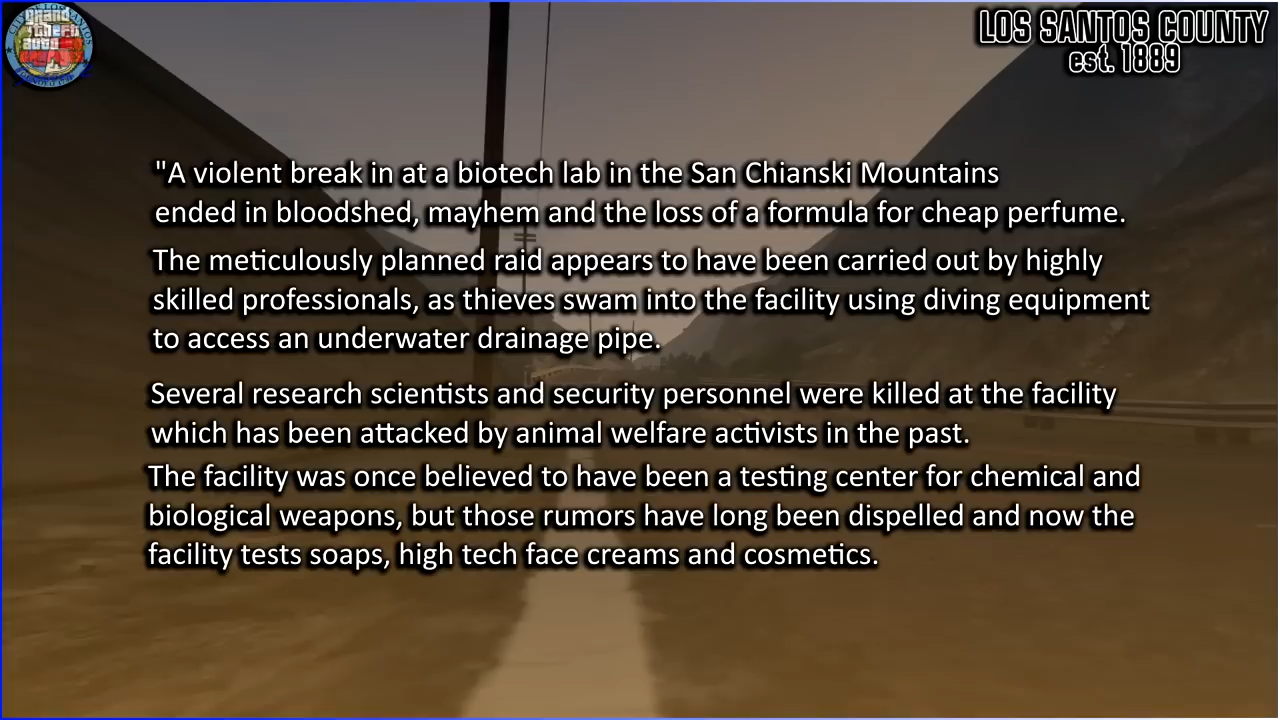 grand
theft
auto
LOS SANTOS COUNTY
est. 1889
"A violent break in at a biotech lab in the San Chianski Mountains
ended in bloodshed, mayhem and the loss of a formula for cheap perfume.
The meticulously planned raid appears to have been carried out by highly
skilled professionals, as thieves swam into the facility using diving equipment
to access an underwater drainage pipe.
Several research scientists and security personnel were killed at the facility
which has been attacked by animal welfare activists in the past.
The facility was once believed to have been a testing center for chemical and
biological weapons, but those rumors have long been dispelled and now the
facility tests soaps, high tech face creams and cosmetics.